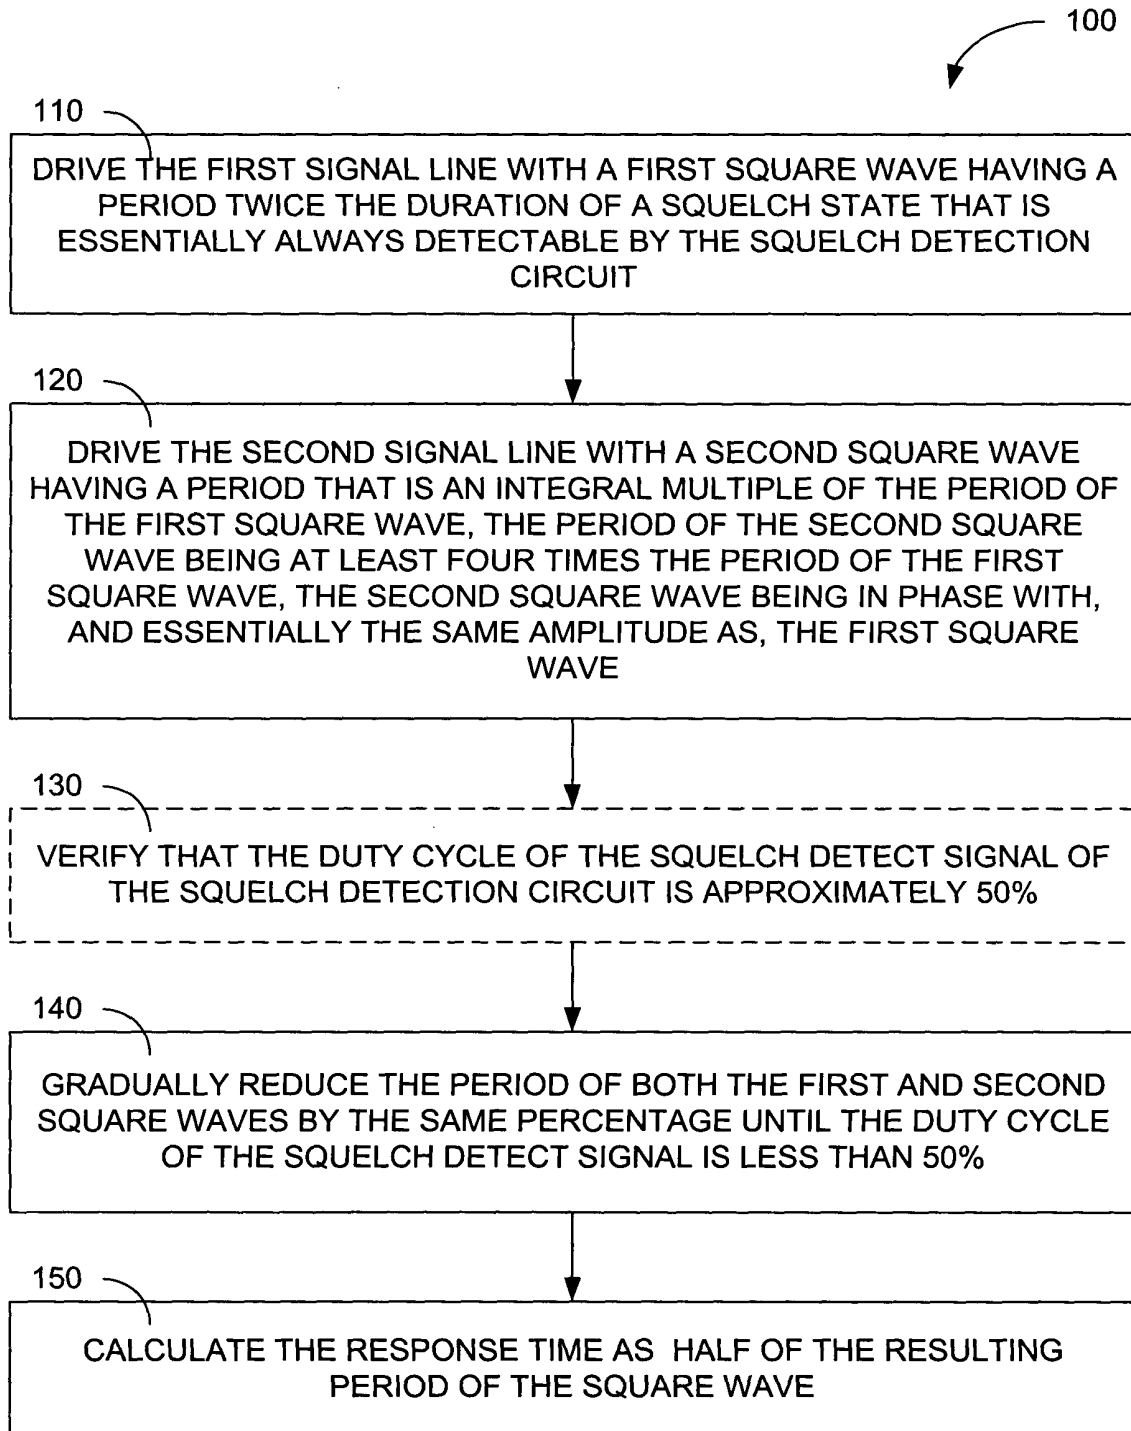 100
110
DRIVE THE FIRST SIGNAL LINE WITH A FIRST SQUARE WAVE HAVING A
PERIOD TWICE THE DURATION OF A SQUELCH STATE THAT IS
ESSENTIALLY ALWAYS DETECTABLE BY THE SQUELCH DETECTION
CIRCUIT
120
DRIVE THE SECOND SIGNAL LINE WITH A SECOND SQUARE WAVE
HAVING A PERIOD THAT IS AN INTEGRAL MULTIPLE OF THE PERIOD OF
THE FIRST SQUARE WAVE, THE PERIOD OF THE SECOND SQUARE
WAVE BEING AT LEAST FOUR TIMES THE PERIOD OF THE FIRST
SQUARE WAVE, THE SECOND SQUARE WAVE BEING IN PHASE WITH,
AND ESSENTIALLY THE SAME AMPLITUDE AS, THE FIRST SQUARE
WAVE
130
VERIFY THAT THE DUTY CYCLE OF THE SQUELCH DETECT SIGNAL OF
THE SQUELCH DETECTION CIRCUIT IS APPROXIMATELY 50%
140
GRADUALLY REDUCE THE PERIOD OF BOTH THE FIRST AND SECOND
SQUARE WAVES BY THE SAME PERCENTAGE UNTIL THE DUTY CYCLE
OF THE SQUELCH DETECT SIGNAL IS LESS THAN 50%
150
CALCULATE THE RESPONSE TIME AS HALF OF THE RESULTING
PERIOD OF THE SQUARE WAVE